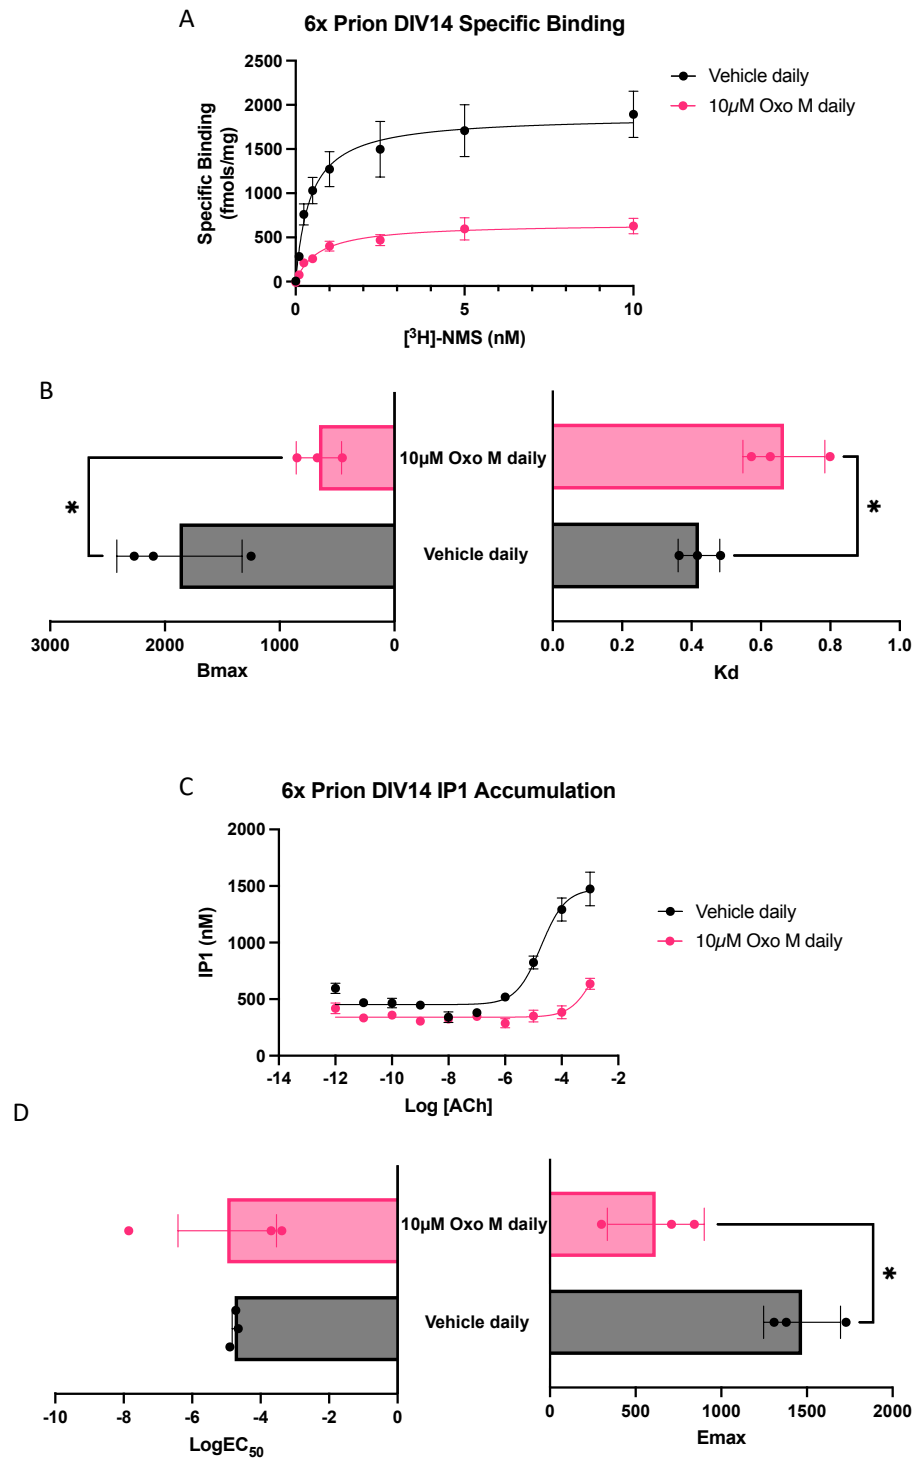 A
6x Prion DIV14 Specific Binding
2500
2000
1500
1000
500
0
Specific Binding
(fmols/mg)
0
5
10
[³H]-NMS (nM)
Vehicle daily
10µM Oxo M daily
B
10µM Oxo M daily
Vehicle daily
*
*
3000
2000
1000
0
Bmax
0.0
0.2
0.4
0.6
0.8
1.0
Kd
C
6x Prion DIV14 IP1 Accumulation
2000
1500
1000
500
0
IP1 (nM)
-14
-12
-10
-8
-6
-4
-2
Log [ACh]
Vehicle daily
10µM Oxo M daily
D
10µM Oxo M daily
Vehicle daily
*
-10
-8
-6
-4
-2
0
LogEC₅₀
0
500
1000
1500
2000
Emax